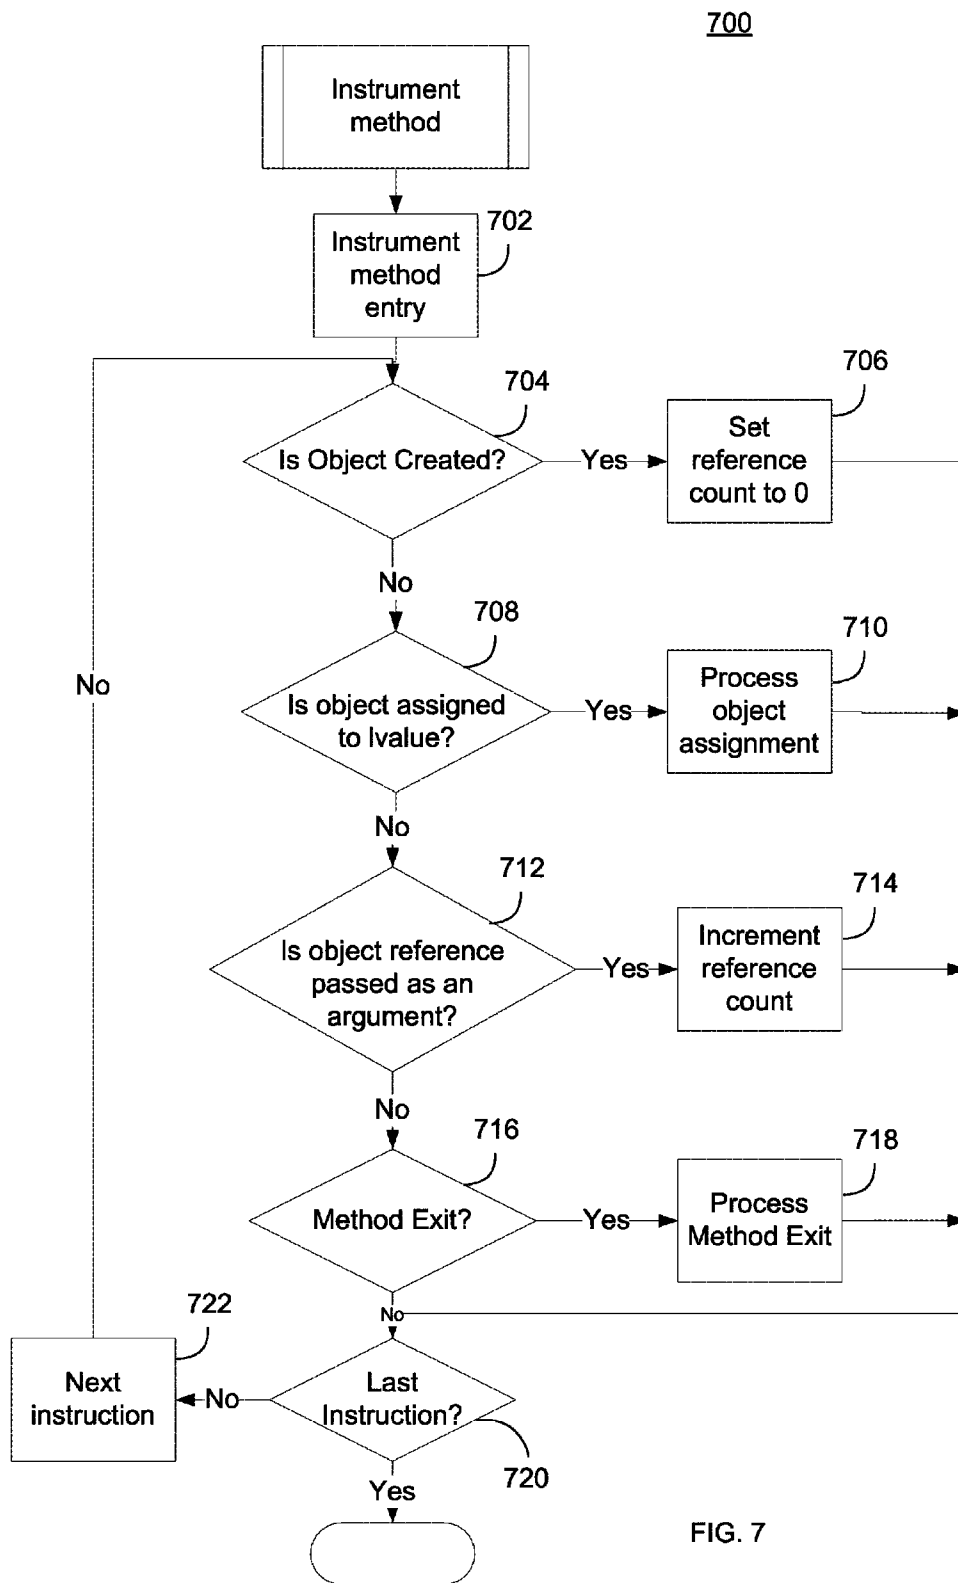 700
Instrument
method
702
Instrument
method
entry
704
706
Is Object Created?
Yes
Set
reference
count to 0
No
708
710
No
Is object assigned
to lvalue?
Yes
Process
object
assignment
No
712
714
Is object reference
passed as an
argument?
Yes
Increment
reference
count
No
716
718
Method Exit?
Yes
Process
Method Exit
722
No
Next
instruction
No
Last
Instruction?
720
Yes
FIG. 7